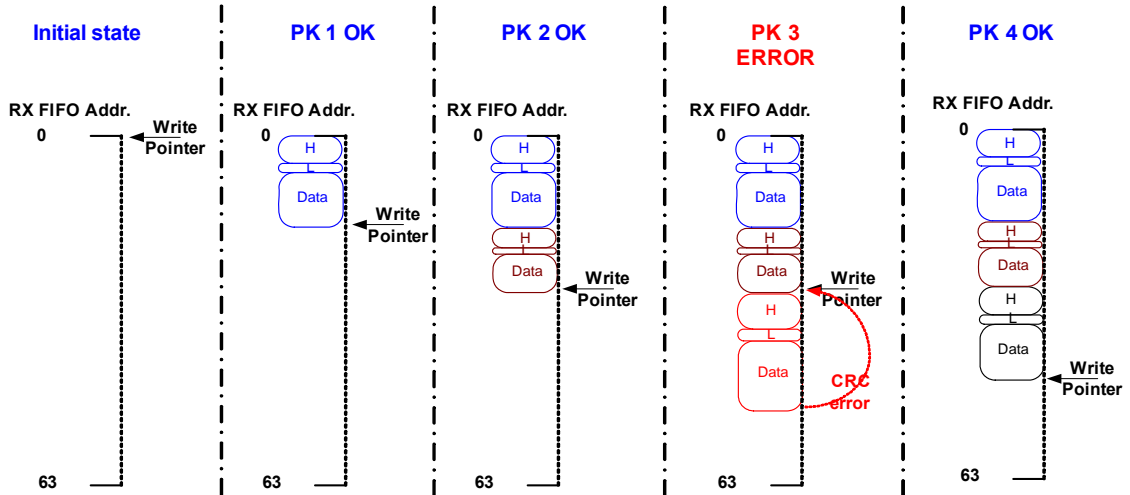 Initial state
RX FIFO Addr.
0
Write
Pointer
63
PK 1 OK
RX FIFO Addr.
0
H
L
Data
Write
Pointer
63
PK 2 OK
RX FIFO Addr.
0
H
L
Data
H
L
Data
Write
Pointer
63
PK 3
ERROR
RX FIFO Addr.
0
H
L
Data
H
L
Data
Write
Pointer
H
L
Data
CRC
error
63
PK 4 OK
RX FIFO Addr.
0
H
L
Data
H
L
Data
H
L
Data
Write
Pointer
63